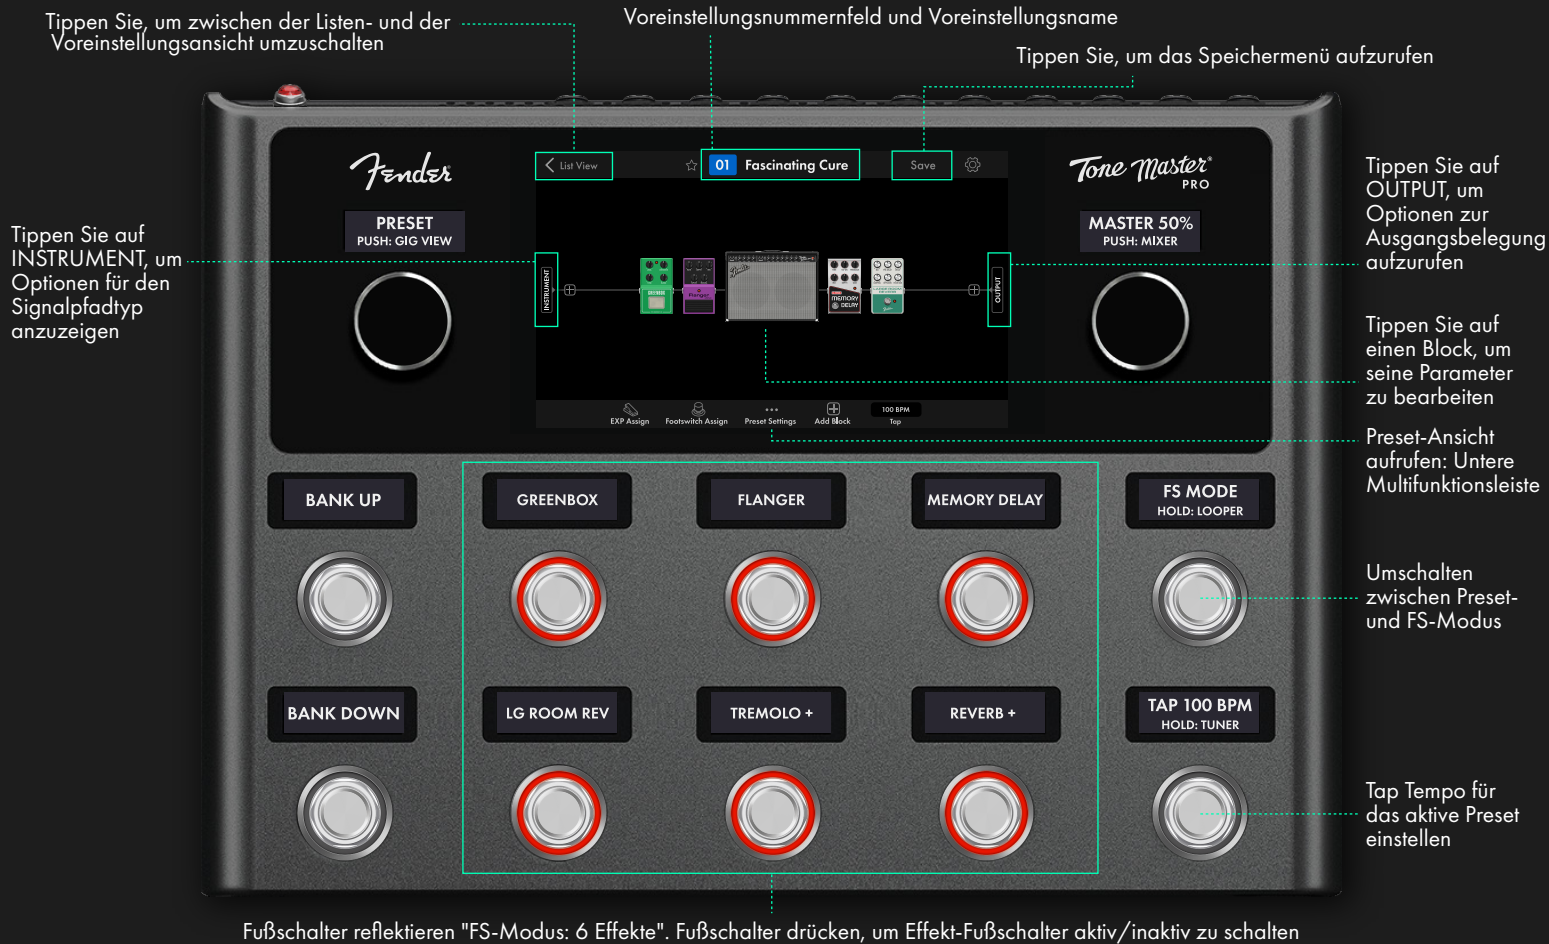 Tippen Sie, um zwischen der Listen- und der
Voreinstellungsansicht umzuschalten
Voreinstellungsnummernfeld und Voreinstellungsname
Tippen Sie, um das Speichermenü aufzurufen
Fender
List View
01 Fascinating Cure
Save
Tone Master®
PRO
PRESET
PUSH: GIG VIEW
MASTER 50%
PUSH: MIXER
Tippen Sie auf
INSTRUMENT, um
Optionen für den
Signalpfadtyp
anzuzeigen
Tippen Sie auf
OUTPUT, um
Optionen zur
Ausgangsbelegung
aufzurufen
INSTRUMENT
Flanger
Fender
MEMORY
DELAY
OUTPUT
Tippen Sie auf
einen Block, um
seine Parameter
zu bearbeiten
EXP Assign
Footswitch Assign
Preset Settings
Add Block
100 BPM
Tap
Preset-Ansicht
aufrufen: Untere
Multifunktionsleiste
BANK UP
GREENBOX
FLANGER
MEMORY DELAY
FS MODE
HOLD: LOOPER
Umschalten
zwischen Preset-
und FS-Modus
BANK DOWN
LG ROOM REV
TREMOLO +
REVERB +
TAP 100 BPM
HOLD: TUNER
Tap Tempo für
das aktive Preset
einstellen
Fußschalter reflektieren "FS-Modus: 6 Effekte". Fußschalter drücken, um Effekt-Fußschalter aktiv/inaktiv zu schalten